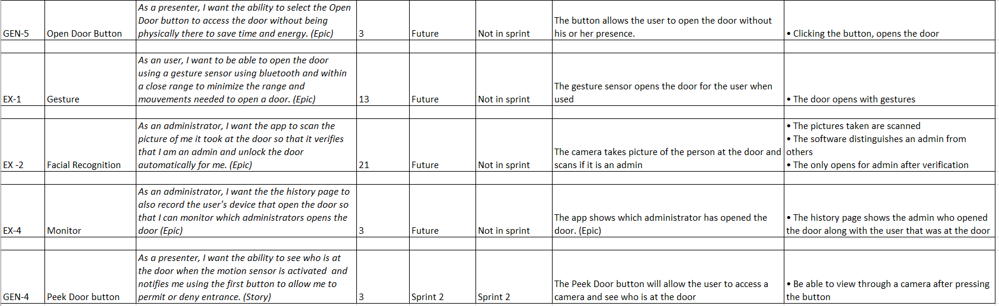 As a presenter, I want the ability to select the Open
Door button to access the door without being
physically there to save time and energy. (Epic)
GEN-5
Open Door Button
3
Future
Not in sprint
The button allows the user to open the door without
his or her presence.
• Clicking the button, opens the door
As an user, I want to be able to open the door
using a gesture sensor using bluetooth and within
a close range to minimize the range and
mouvements needed to open a door. (Epic)
EX-1
Gesture
13
Future
Not in sprint
The gesture sensor opens the door for the user when
used
• The door opens with gestures
As an administrator, I want the app to scan the
picture of me it took at the door so that it verifies
that I am an admin and unlock the door
automatically for me. (Epic)
EX -2
Facial Recognition
21
Future
Not in sprint
The camera takes picture of the person at the door and
scans if it is an admin
• The pictures taken are scanned
• The software distinguishes an admin from
others
• The only opens for admin after verification
As an administrator, I want the the history page to
also record the user's device that open the door so
that I can monitor which administrators opens the
door (Epic)
EX-4
Monitor
3
Future
Not in sprint
The app shows which administrator has opened the
door. (Epic)
• The history page shows the admin who opened
the door along with the user that was at the door
As a presenter, I want the ability to see who is at
the door when the motion sensor is activated  and
notifies me using the first button to allow me to
permit or deny entrance. (Story)
GEN-4
Peek Door button
3
Sprint 2
Sprint 2
The Peek Door button will allow the user to access a
camera and see who is at the door
• Be able to view through a camera after pressing
the button